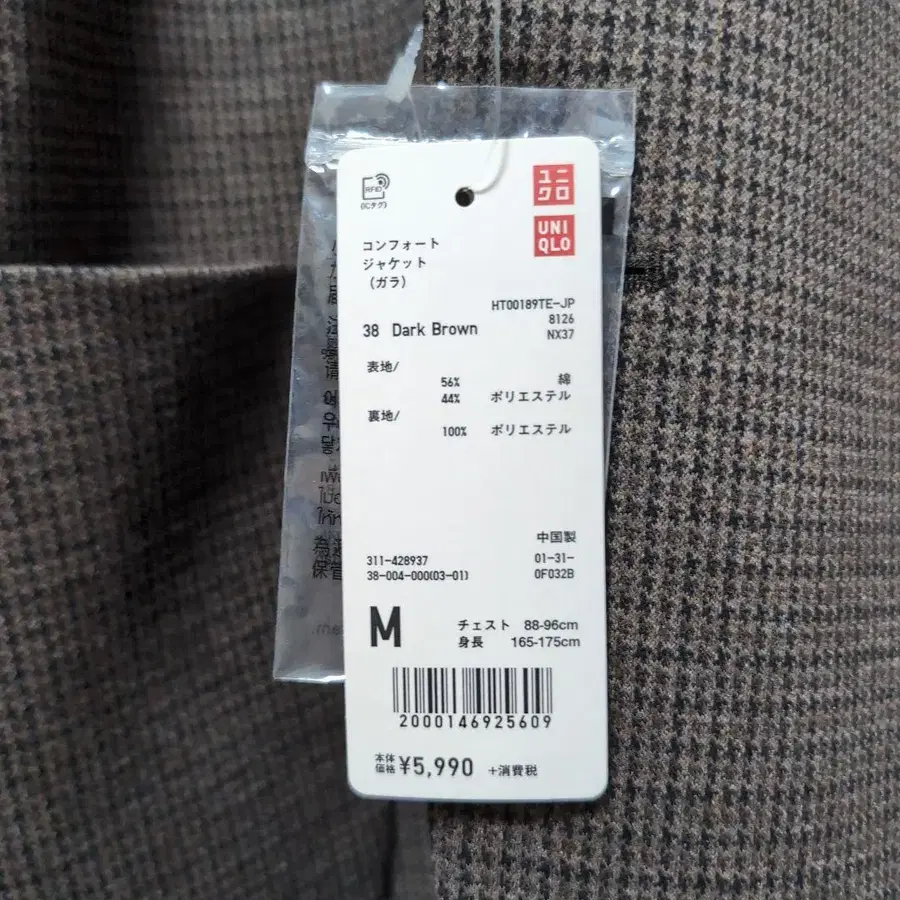 RFID
(ICタグ)
ユニ
クロ
UNI
QLO
コンフォート
ジャケット
(ガラ)
HT00189TE-JP
38 Dark Brown
8126
NX37
表地/
56% 綿
44% ポリエステル
裏地/
100% ポリエステル
中国製
311-428937 01-31-
38-004-000(03-01) 0F032B
M
チェスト 88-96cm
身長 165-175cm
2000146925609
本体
価格 ¥5,990 +消費税
為
保管